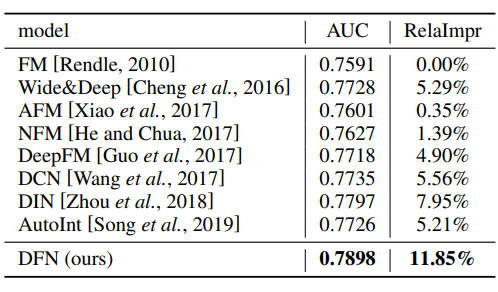 model AUC RelaImpr
FM [Rendle, 2010] 0.7591 0.00%
Wide&Deep [Cheng et al., 2016] 0.7728 5.29%
AFM [Xiao et al., 2017] 0.7601 0.35%
NFM [He and Chua, 2017] 0.7627 1.39%
DeepFM [Guo et al., 2017] 0.7718 4.90%
DCN [Wang et al., 2017] 0.7735 5.56%
DIN [Zhou et al., 2018] 0.7797 7.95%
AutoInt [Song et al., 2019] 0.7726 5.21%
DFN (ours) 0.7898 11.85%